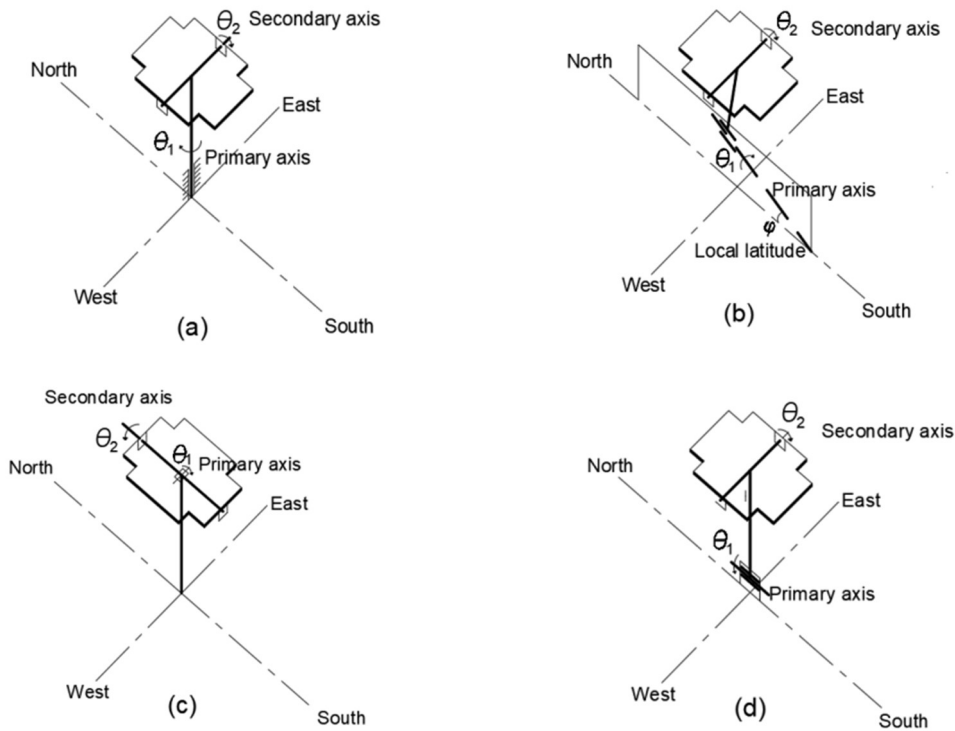 θ2 Secondary axis
North
East
θ1
Primary axis
West
South
(a)
θ2 Secondary axis
North
East
θ1
Primary axis
φ
Local latitude
West
South
(b)
Secondary axis
θ2
θ1 Primary axis
North
East
West
South
(c)
θ2
Secondary axis
North
East
θ1
Primary axis
West
South
(d)